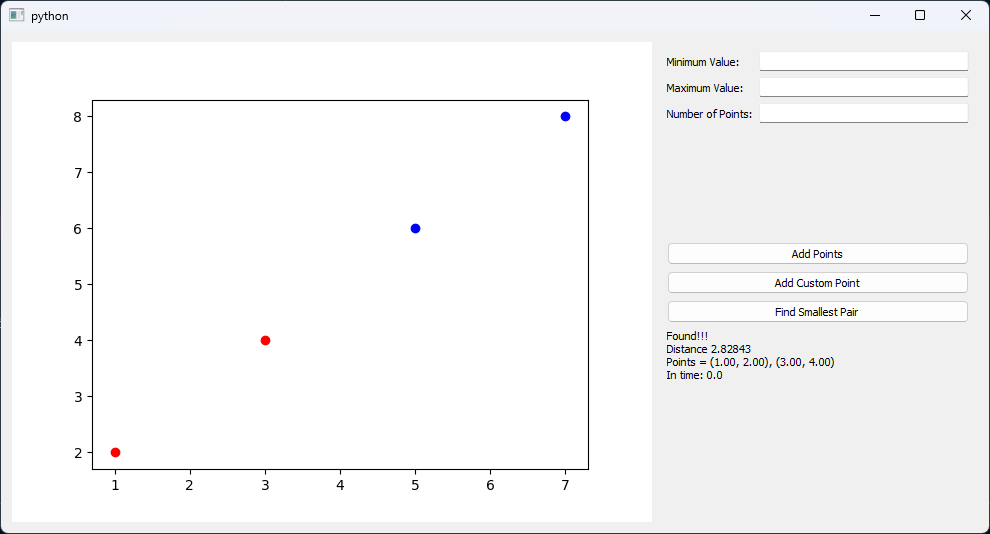 python
8
7
6
5
4
3
2
1
2
3
4
5
6
7
Minimum Value:
Maximum Value:
Number of Points:
Add Points
Add Custom Point
Find Smallest Pair
Found!!!
Distance 2.82843
Points = (1.00, 2.00), (3.00, 4.00)
In time: 0.0